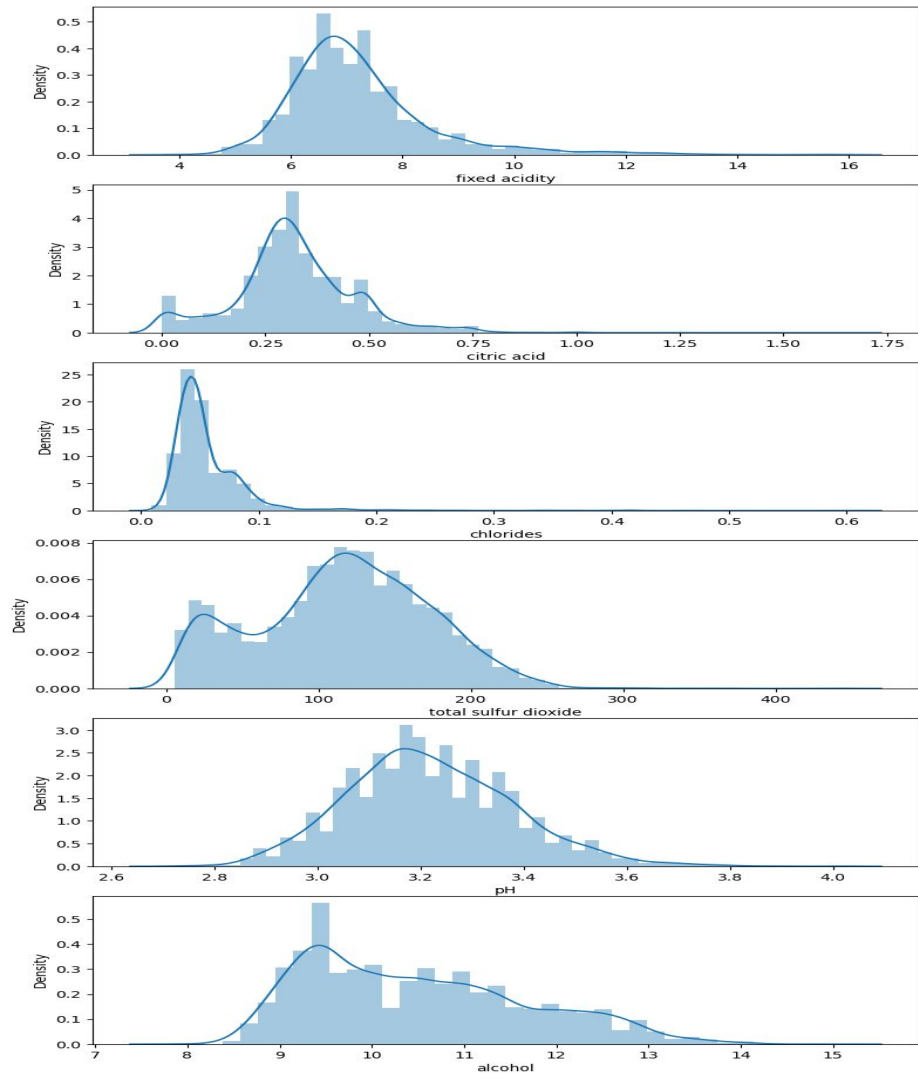 0.5
0.4
0.3
0.2
0.1
0.0
Density
4 6 8 10 12 14 16
fixed acidity
5
4
3
2
1
0
Density
0.00 0.25 0.50 0.75 1.00 1.25 1.50 1.75
citric acid
25
20
15
10
5
0
Density
0.0 0.1 0.2 0.3 0.4 0.5 0.6
chlorides
0.008
0.006
0.004
0.002
0.000
Density
0 100 200 300 400
total sulfur dioxide
3.0
2.5
2.0
1.5
1.0
0.5
0.0
Density
2.6 2.8 3.0 3.2 3.4 3.6 3.8 4.0
pH
0.5
0.4
0.3
0.2
0.1
0.0
Density
7 8 9 10 11 12 13 14 15
alcohol